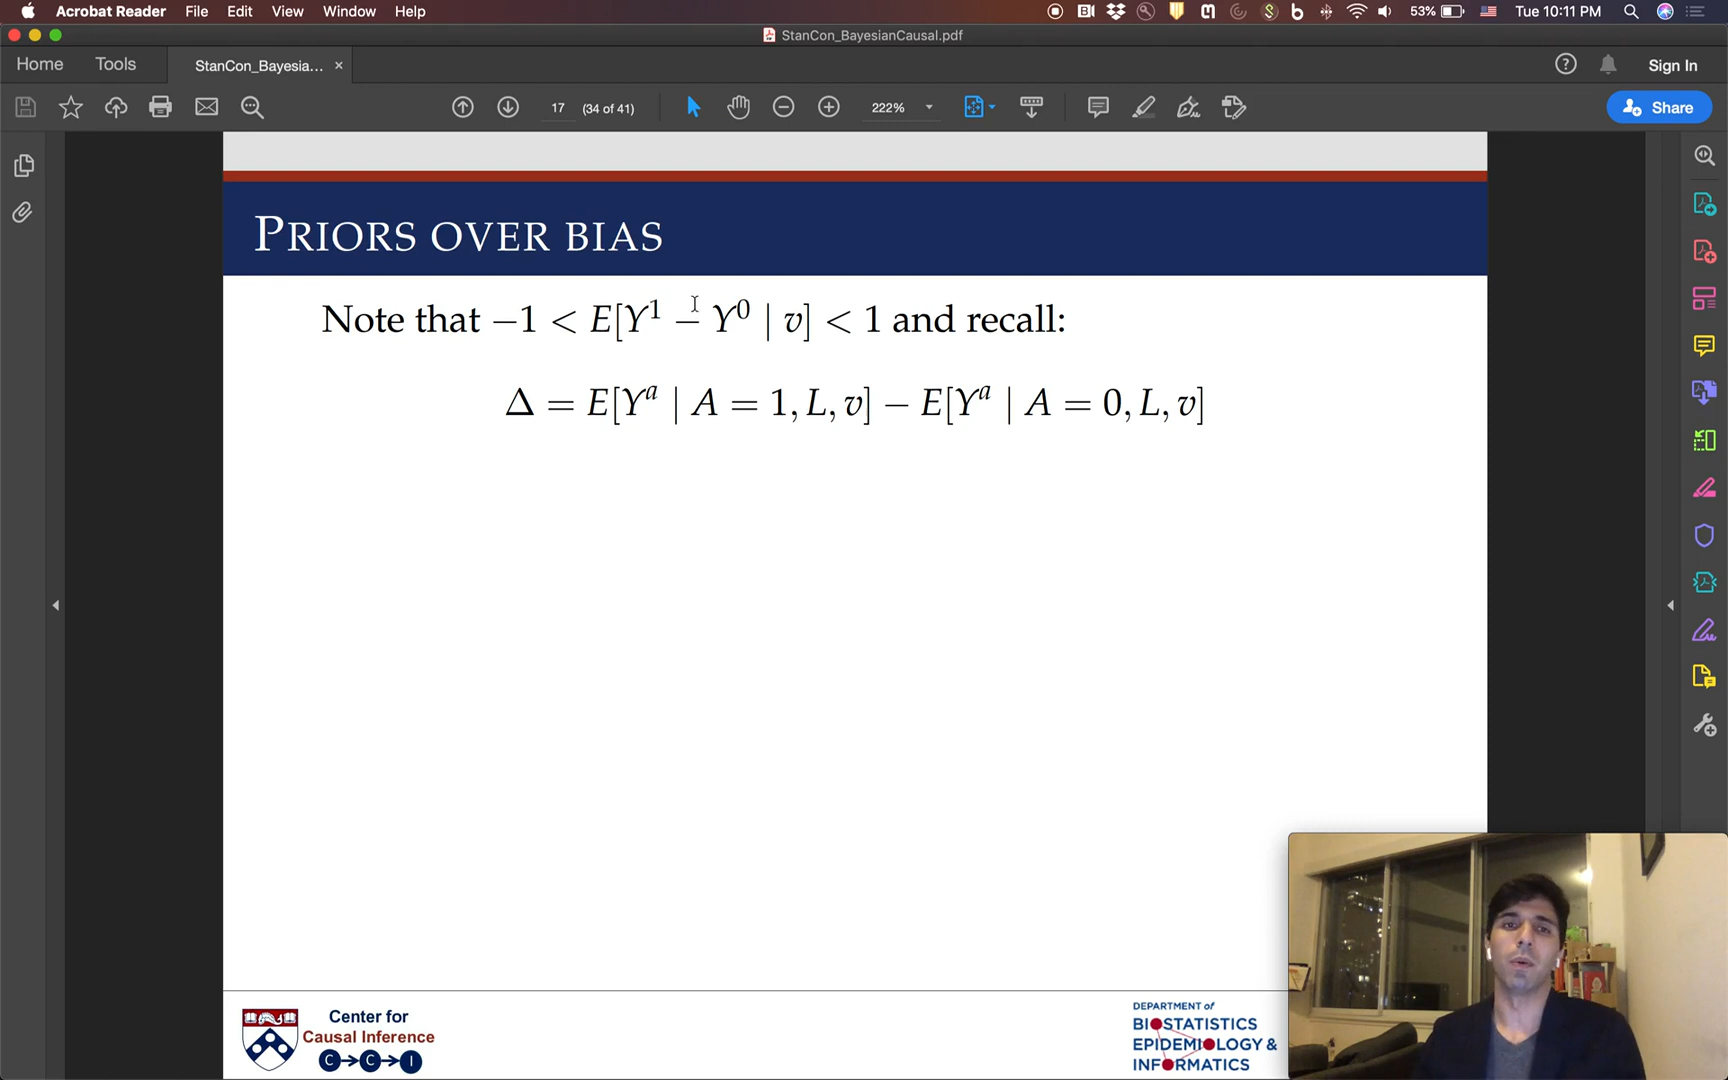 Acrobat Reader File Edit View Window Help 53% Tue 10:11 PM
StanCon_BayesianCausal.pdf
Home Tools StanCon_Bayesia... × Sign In
17 (34 of 41) 222% Share
PRIORS OVER BIAS
Note that −1 < E[Y¹ − Y⁰ | v] < 1 and recall:
Δ = E[Yᵃ | A = 1, L, v] − E[Yᵃ | A = 0, L, v]
Center for
Causal Inference
C→C→I
DEPARTMENT of
BIOSTATISTICS
EPIDEMIOLOGY &
INFORMATICS